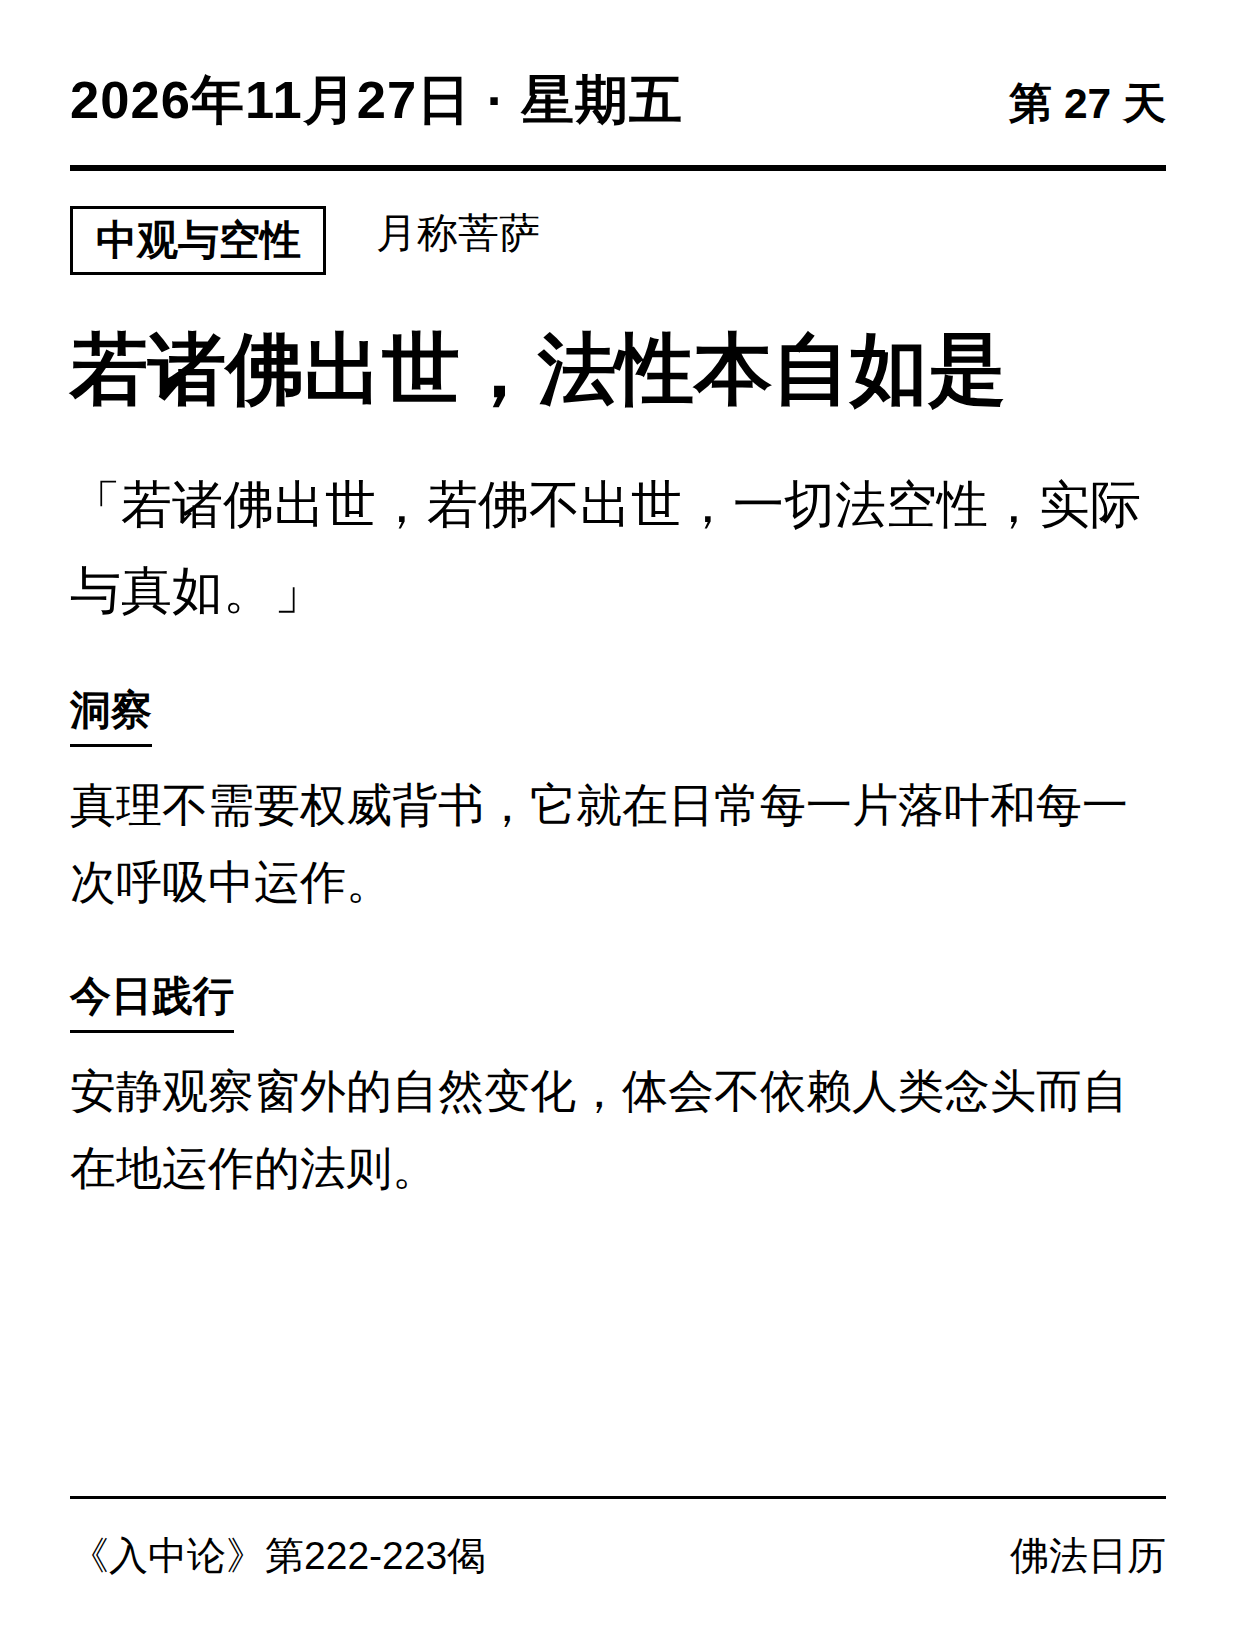 2026年11月27日 · 星期五
第 27 天
中观与空性
月称菩萨
若诸佛出世，法性本自如是
「若诸佛出世，若佛不出世，一切法空性，实际
与真如。」
洞察
真理不需要权威背书，它就在日常每一片落叶和每一
次呼吸中运作。
今日践行
安静观察窗外的自然变化，体会不依赖人类念头而自
在地运作的法则。
《入中论》第222-223偈
佛法日历